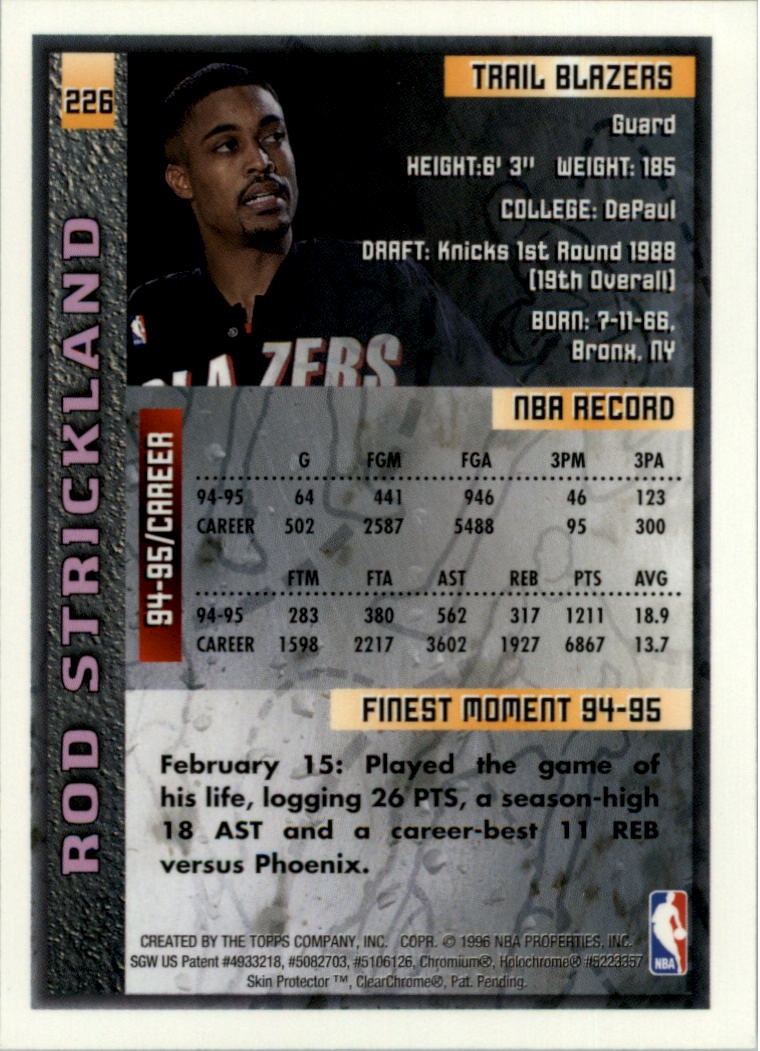 226
ROD STRICKLAND
TRAIL BLAZERS
Guard
HEIGHT:6' 3" WEIGHT: 185
COLLEGE: DePaul
DRAFT: Knicks 1st Round 1988
(19th Overall)
BORN: 7-11-66,
Bronx, NY
BLAZERS
NBA RECORD
94-95/CAREER
G FGM FGA 3PM 3PA
94-95 64 441 946 46 123
CAREER 502 2587 5488 95 300
FTM FTA AST REB PTS AVG
94-95 283 380 562 317 1211 18.9
CAREER 1598 2217 3602 1927 6867 13.7
FINEST MOMENT 94-95
February 15: Played the game of
his life, logging 26 PTS, a season-high
18 AST and a career-best 11 REB
versus Phoenix.
CREATED BY THE TOPPS COMPANY, INC. COPR. © 1996 NBA PROPERTIES, INC.
SGW US Patent #4933218, #5082703, #5106126, Chromium®, Holochrome® #5223357
Skin Protector ™, ClearChrome®, Pat. Pending.
NBA